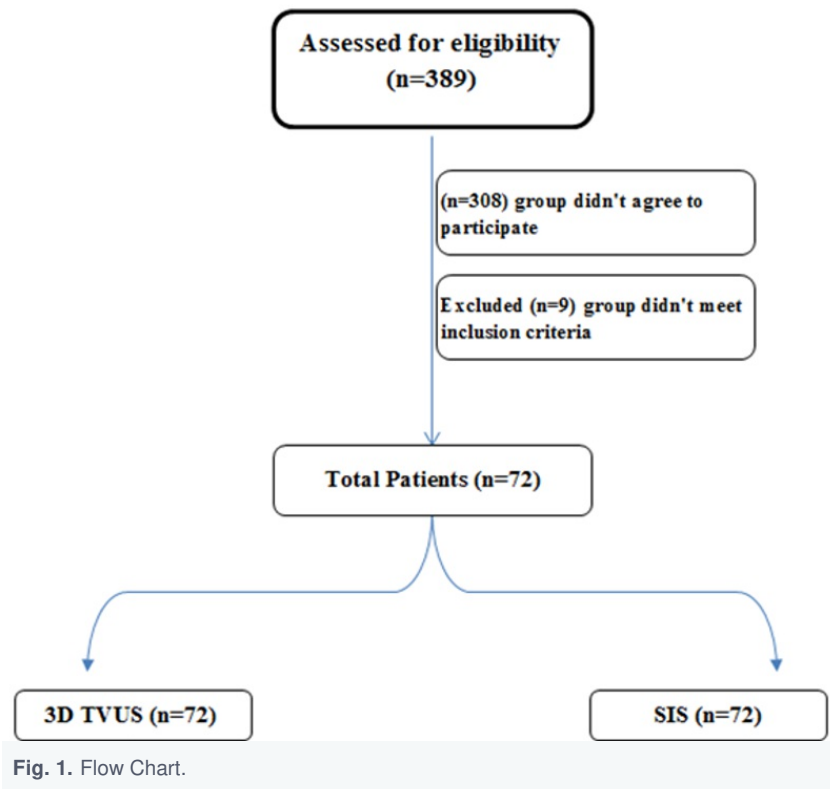 Assessed for eligibility
(n=389)
(n=308) group didn't agree to
participate
Excluded (n=9) group didn't meet
inclusion criteria
Total Patients (n=72)
3D TVUS (n=72)
SIS (n=72)
Fig. 1. Flow Chart.